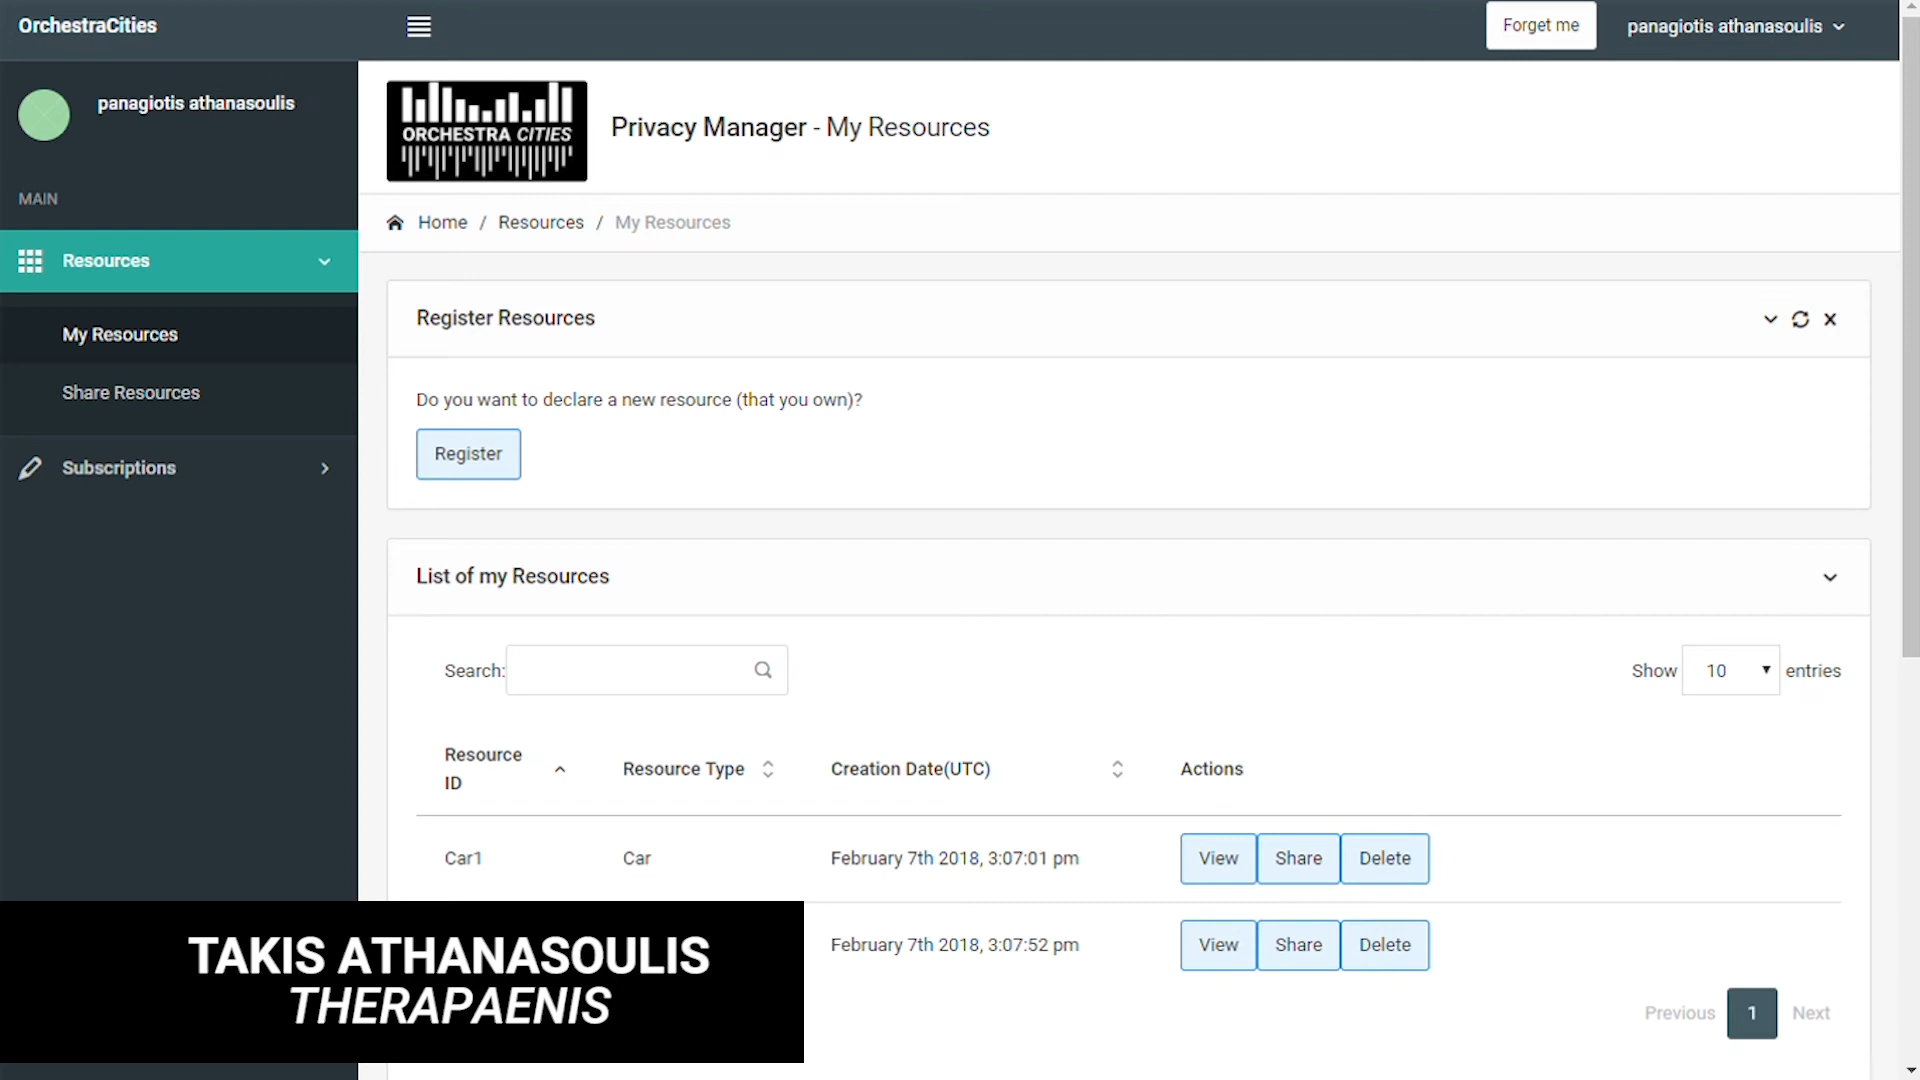 OrchestraCities
Forget me
panagiotis athanasoulis
panagiotis athanasoulis
MAIN
Resources
My Resources
Share Resources
Subscriptions
ORCHESTRA CITIES
Privacy Manager - My Resources
Home / Resources / My Resources
Register Resources
Do you want to declare a new resource (that you own)?
Register
List of my Resources
Search:
Show 10 entries
Resource ID Resource Type Creation Date(UTC) Actions
Car1 Car February 7th 2018, 3:07:01 pm View Share Delete
February 7th 2018, 3:07:52 pm View Share Delete
Previous 1 Next
TAKIS ATHANASOULIS
THERAPAENIS